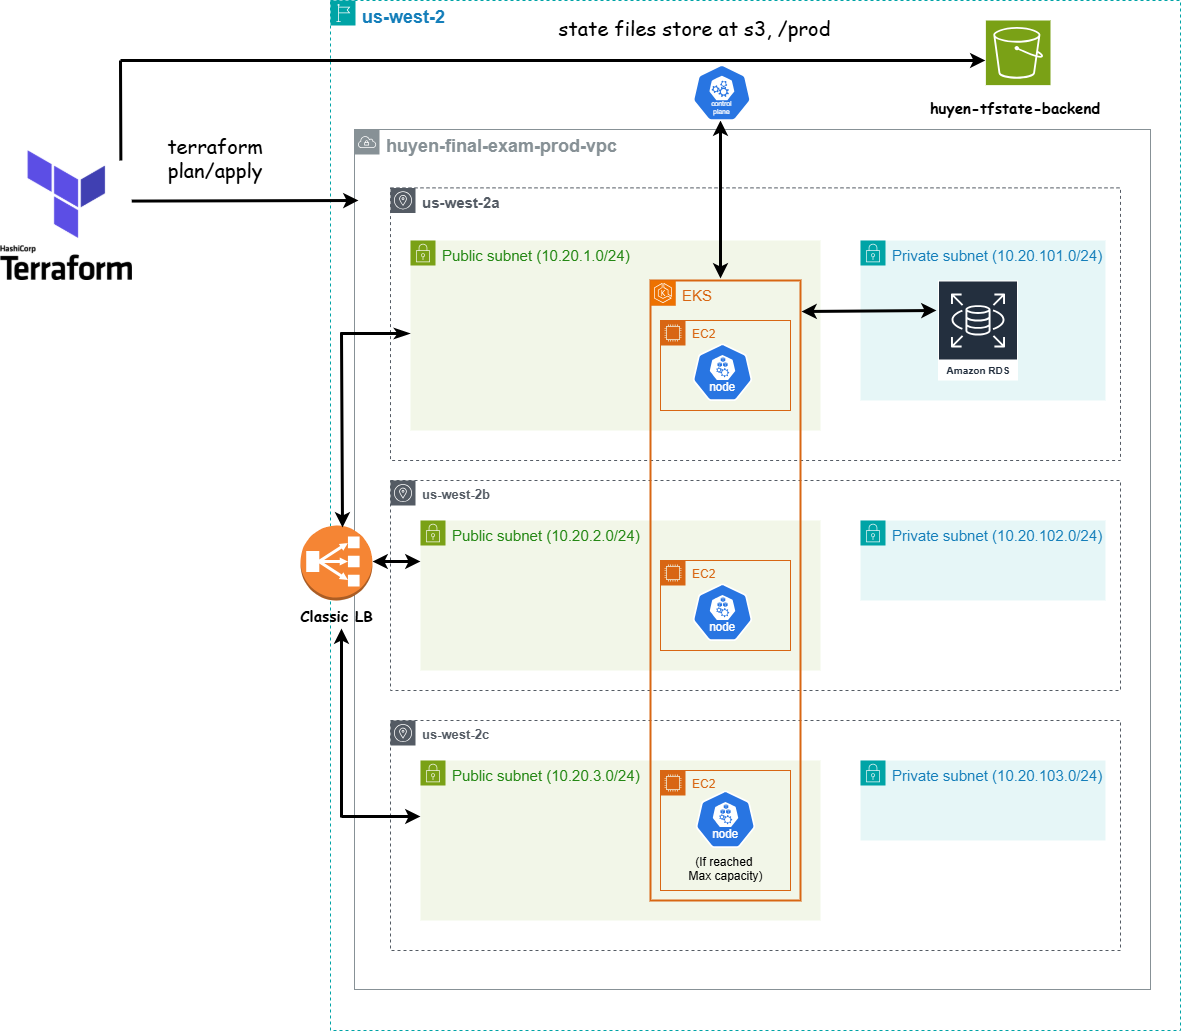 us-west-2
state files store at s3, /prod
control
plane
huyen-tfstate-backend
terraform
plan/apply
huyen-final-exam-prod-vpc
HashiCorp
Terraform
us-west-2a
Public subnet (10.20.1.0/24)
Private subnet (10.20.101.0/24)
EKS
EC2
node
Amazon RDS
us-west-2b
Public subnet (10.20.2.0/24)
Private subnet (10.20.102.0/24)
EC2
node
Classic LB
us-west-2c
Public subnet (10.20.3.0/24)
Private subnet (10.20.103.0/24)
EC2
node
(If reached
Max capacity)